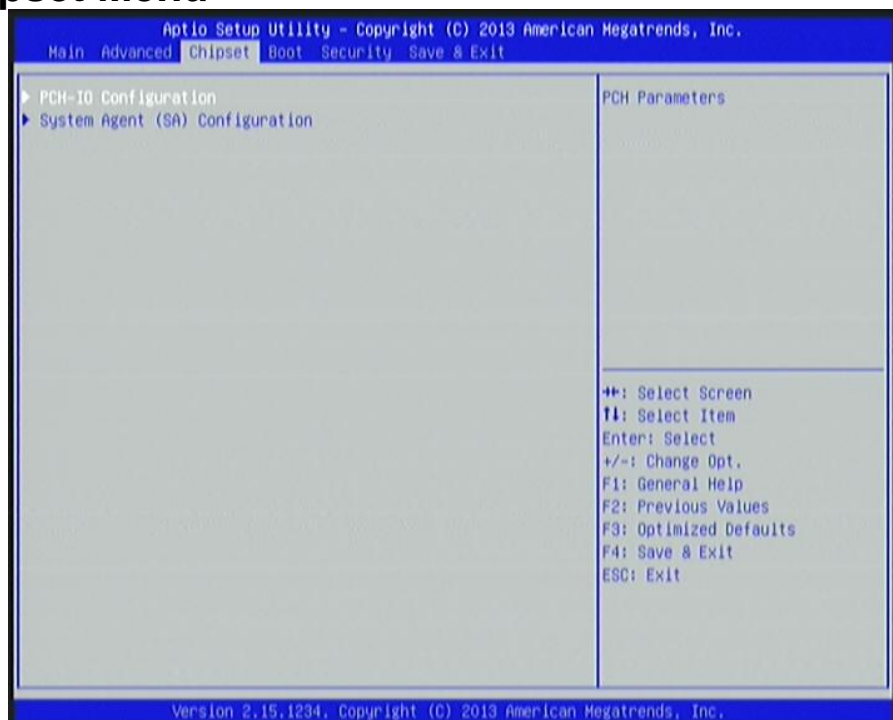 Aptio Setup Utility - Copyright (C) 2013 American Megatrends, Inc.
Main Advanced Chipset Boot Security Save & Exit
PCH-IO Configuration
System Agent (SA) Configuration
PCH Parameters
: Select Screen
↑↓: Select Item
Enter: Select
+/-: Change Opt.
F1: General Help
F2: Previous Values
F3: Optimized Defaults
F4: Save & Exit
ESC: Exit
Version 2.15.1234. Copyright (C) 2013 American Megatrends, Inc.